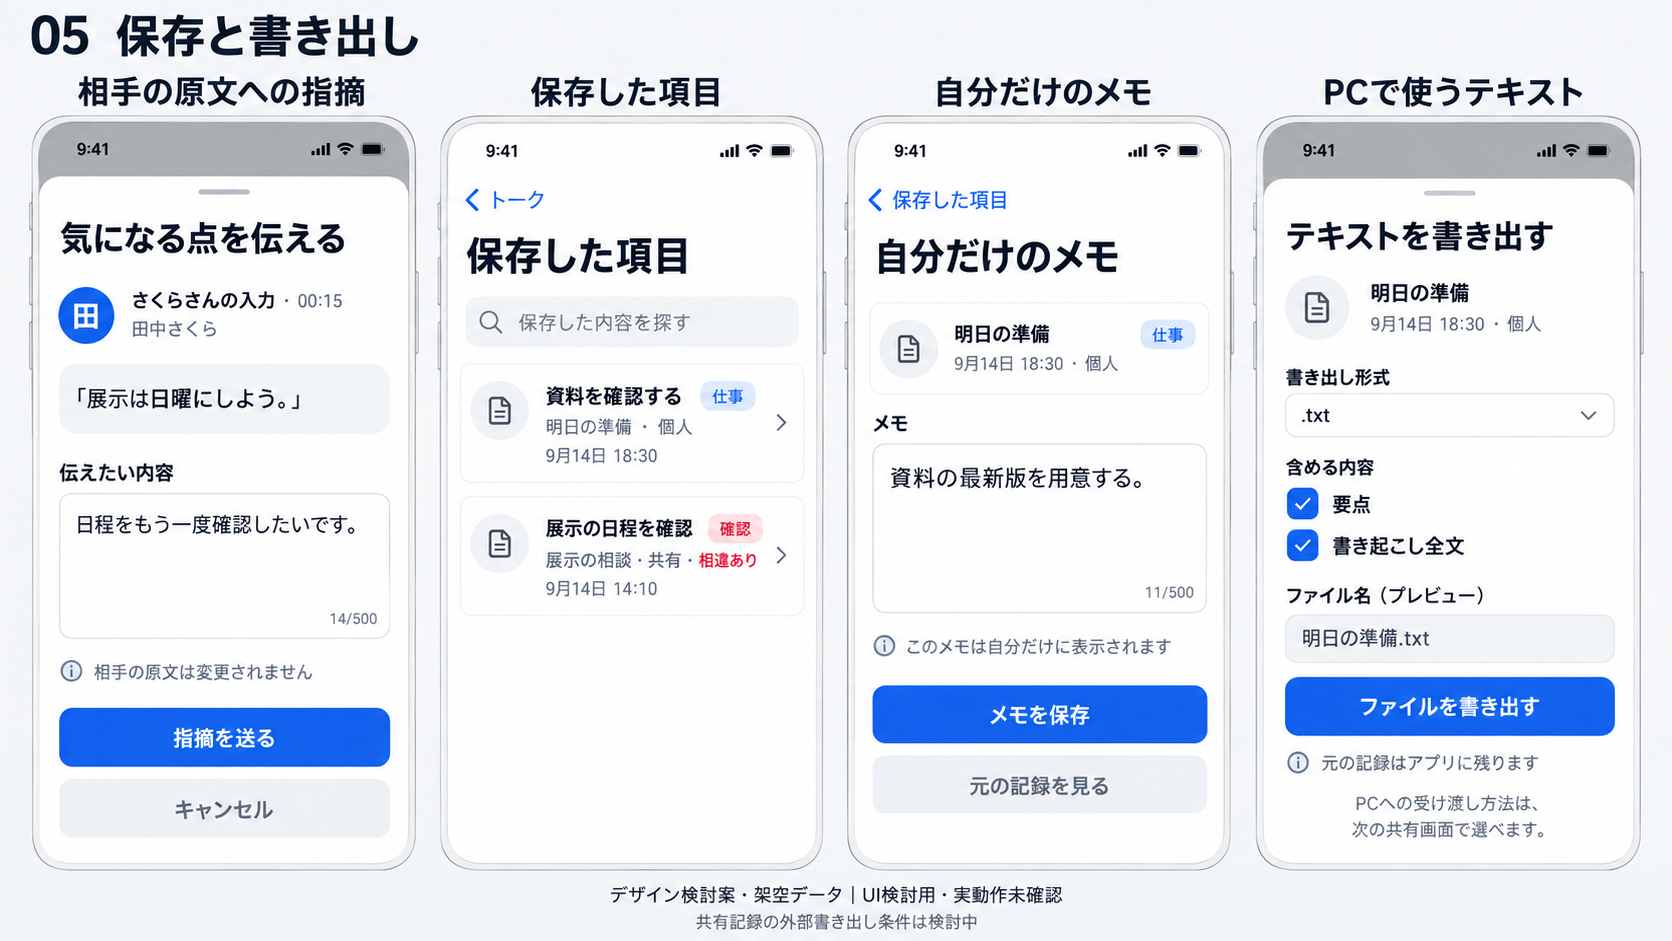 05 保存と書き出し
相手の原文への指摘
9:41
気になる点を伝える
田
さくらさんの入力・00:15
田中さくら
「展示は日曜にしよう。」
伝えたい内容
日程をもう一度確認したいです。
14/500
相手の原文は変更されません
指摘を送る
キャンセル
保存した項目
9:41
トーク
保存した項目
保存した内容を探す
資料を確認する 仕事
明日の準備・個人
9月14日 18:30
展示の日程を確認 確認
展示の相談・共有・相違あり
9月14日 14:10
自分だけのメモ
9:41
保存した項目
自分だけのメモ
明日の準備 仕事
9月14日 18:30・個人
メモ
資料の最新版を用意する。
11/500
このメモは自分だけに表示されます
メモを保存
元の記録を見る
PCで使うテキスト
9:41
テキストを書き出す
明日の準備
9月14日 18:30・個人
書き出し形式
.txt
含める内容
要点
書き起こし全文
ファイル名（プレビュー）
明日の準備.txt
ファイルを書き出す
元の記録はアプリに残ります
PCへの受け渡し方法は、
次の共有画面で選べます。
デザイン検討案・架空データ｜UI検討用・実動作未確認
共有記録の外部書き出し条件は検討中